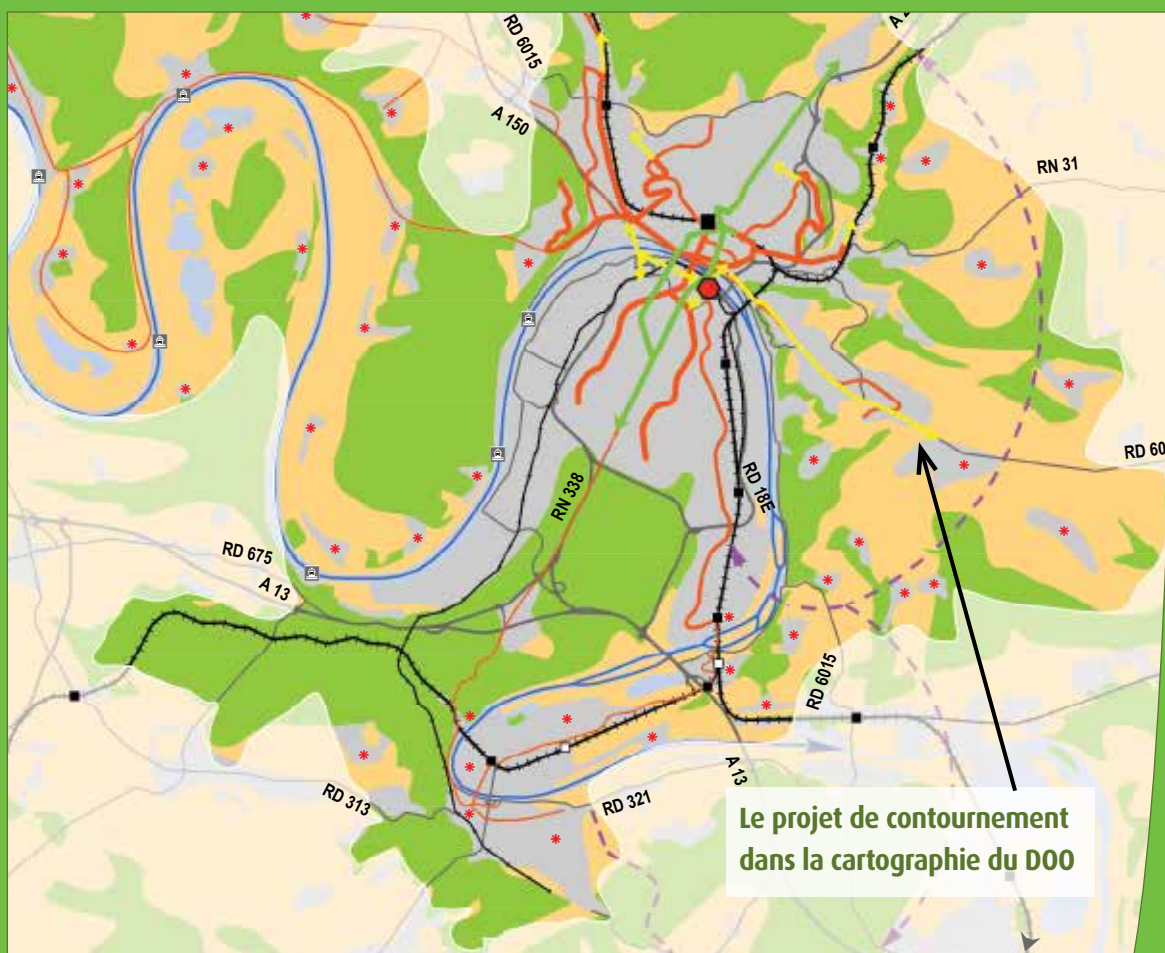 RD 6015
A 2
A 150
RN 31
RD 60
RN 338
RD 18E
RD 675
A 13
RD 6015
A 13
RD 313
RD 321
Le projet de contournement
dans la cartographie du DOO